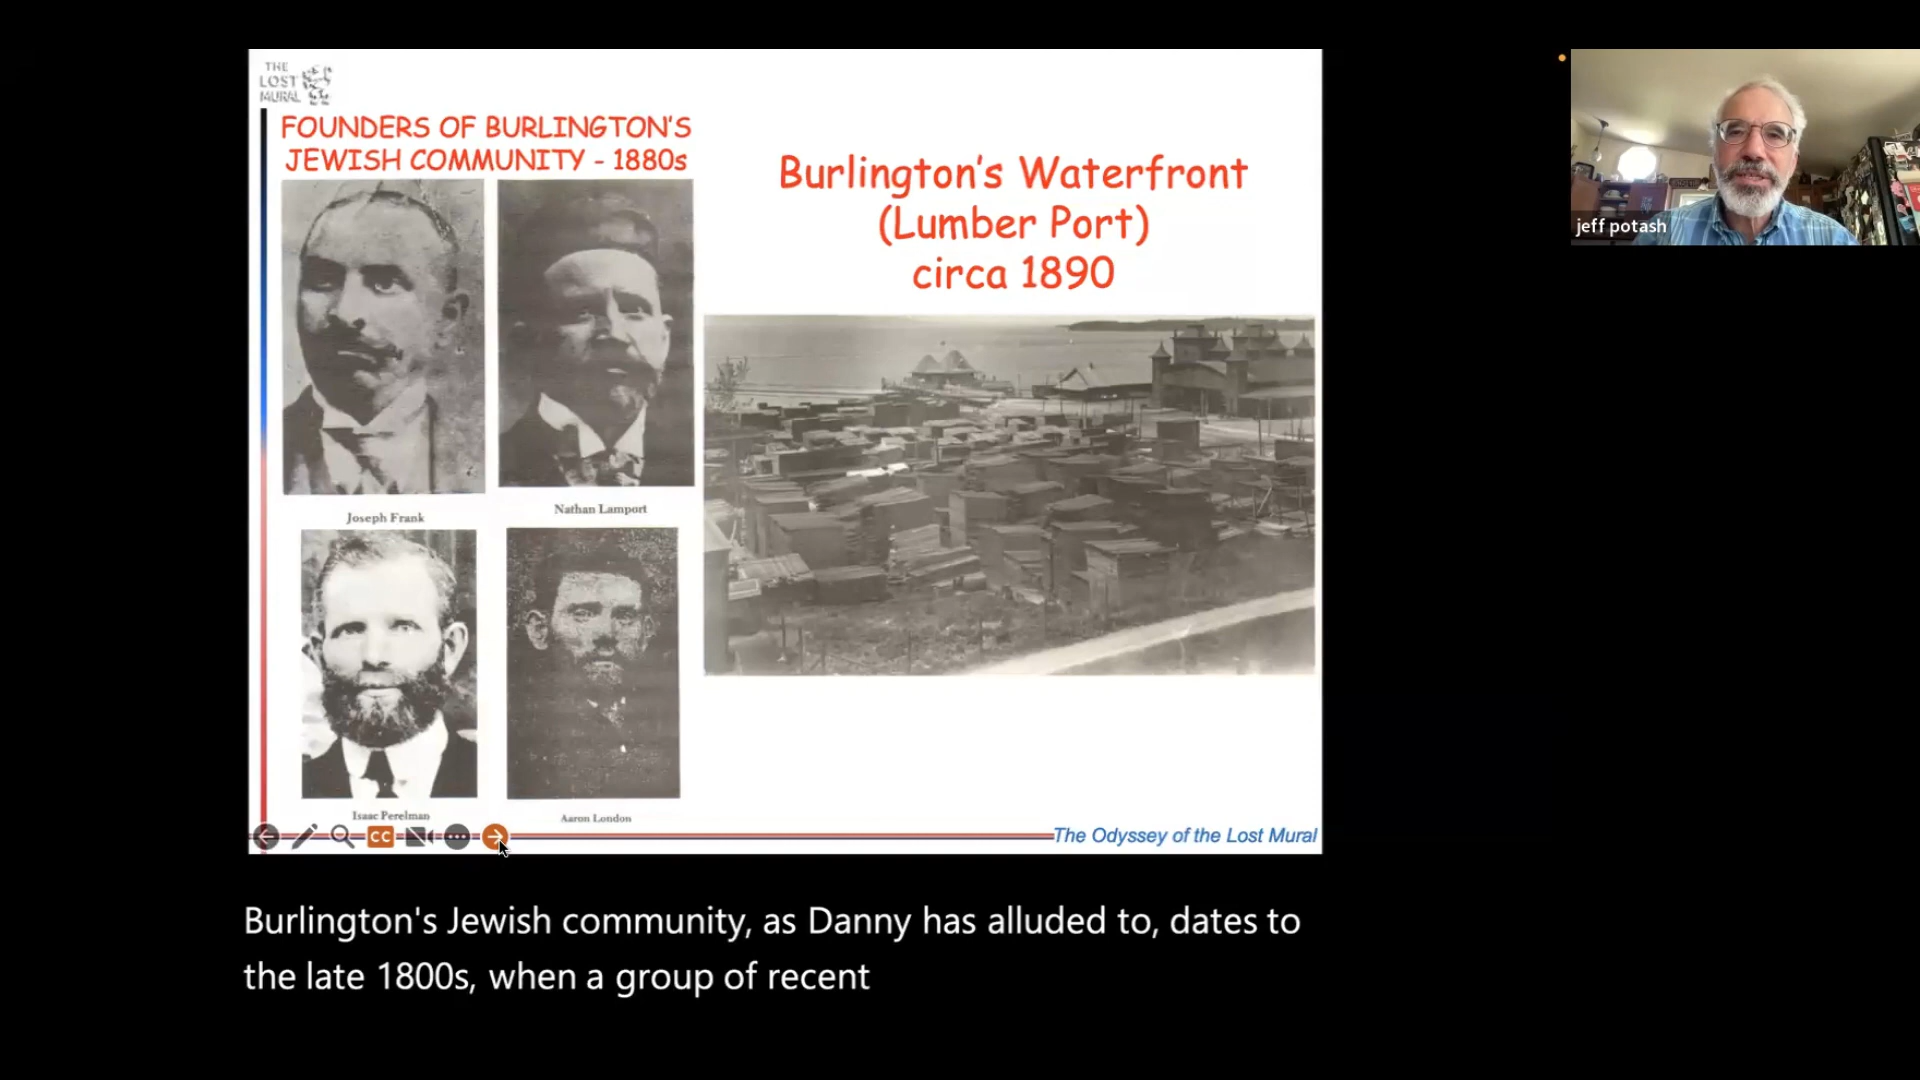 THE
LOST
MURAL
FOUNDERS OF BURLINGTON'S
JEWISH COMMUNITY - 1880s
Joseph Frank
Nathan Lamport
Isaac Perelman
Aaron London
Burlington's Waterfront
(Lumber Port)
circa 1890
CC
The Odyssey of the Lost Mural
jeff potash
Burlington's Jewish community, as Danny has alluded to, dates to
the late 1800s, when a group of recent